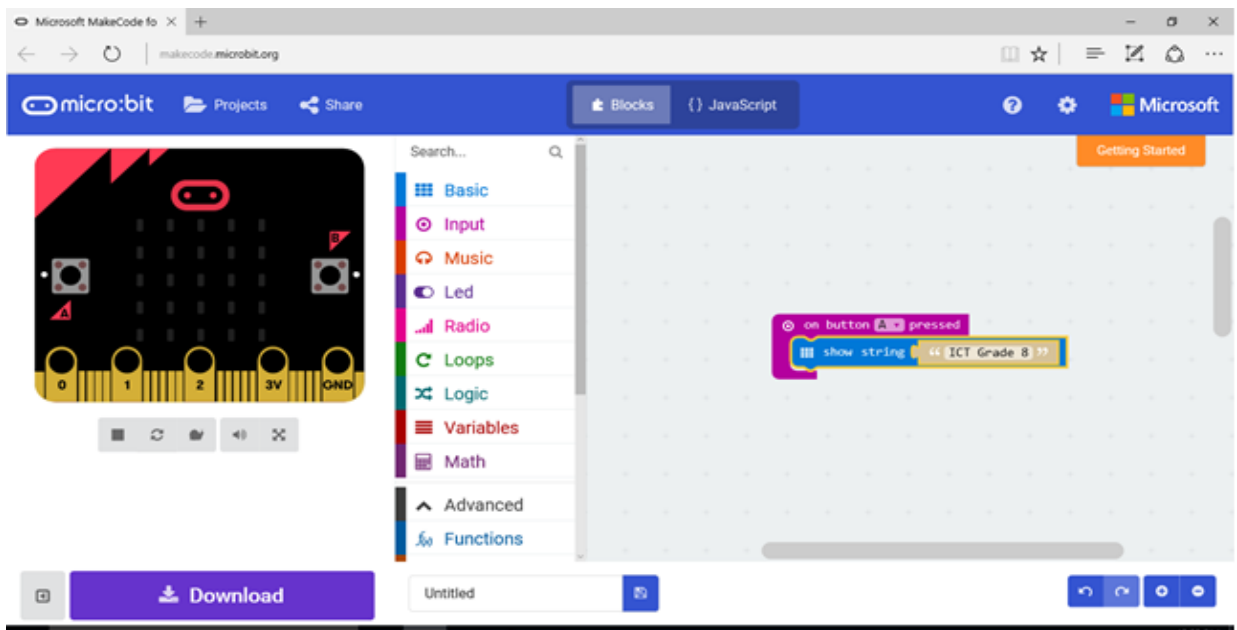 Microsoft MakeCode fo
makecode.microbit.org
micro:bit Projects Share Blocks {} JavaScript Microsoft
Getting Started
Search...
Basic
Input
Music
Led
Radio
Loops
Logic
Variables
Math
Advanced
Functions
B
A
0 1 2 3V GND
on button A pressed
show string “ ICT Grade 8 ”
Download
Untitled